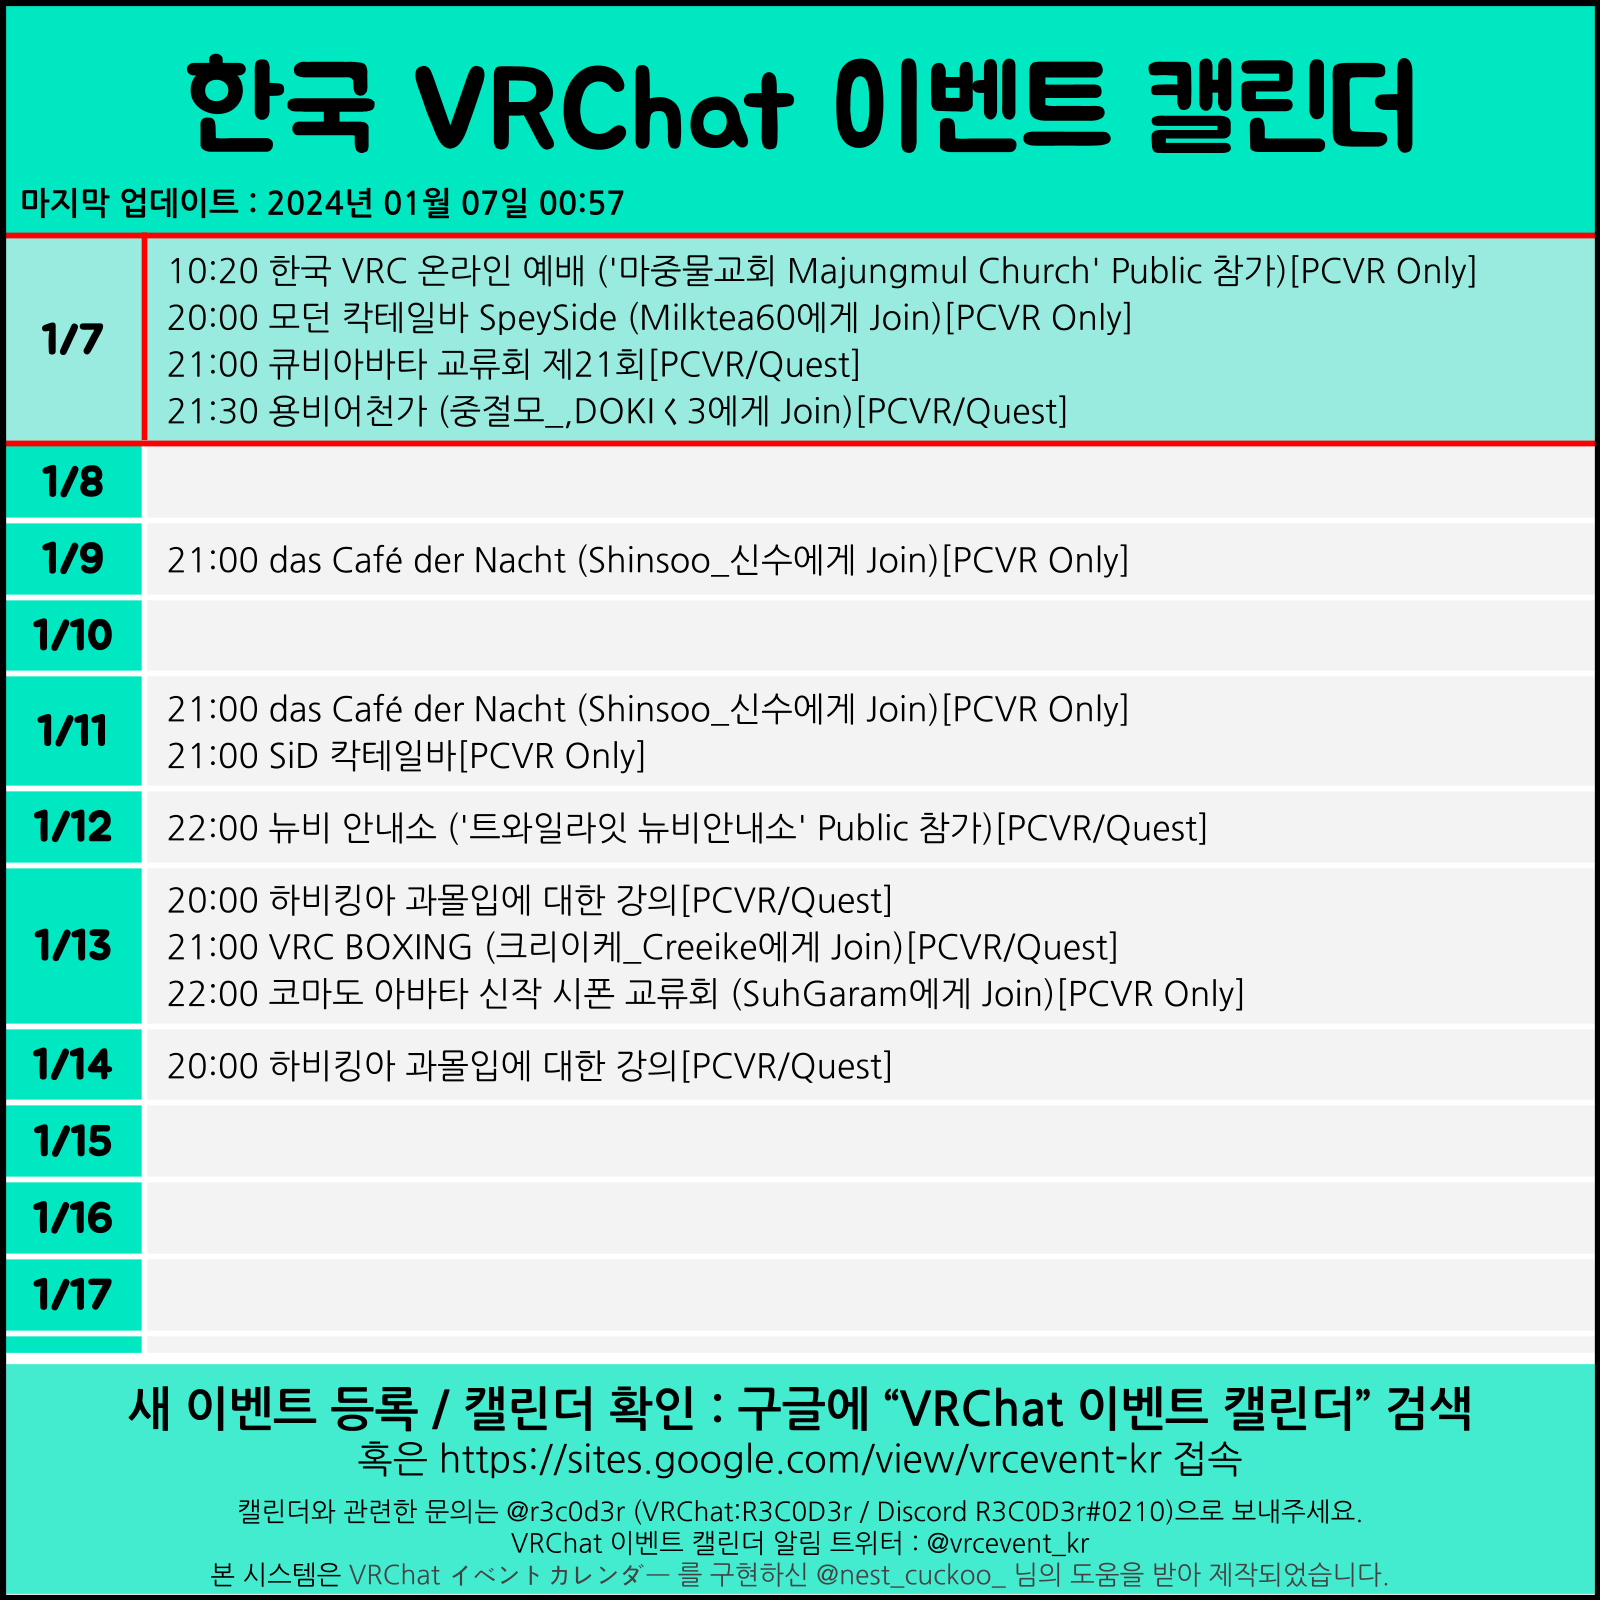 한국 VRChat 이벤트 캘린더
마지막 업데이트 : 2024년 01월 07일 00:57
1/7
10:20 한국 VRC 온라인 예배 ('마중물교회 Majungmul Church' Public 참가)[PCVR Only]
20:00 모던 칵테일바 SpeySide (Milktea60에게 Join)[PCVR Only]
21:00 큐비아바타 교류회 제21회[PCVR/Quest]
21:30 용비어천가 (중절모_,DOKIく3에게 Join)[PCVR/Quest]
1/8
1/9
21:00 das Café der Nacht (Shinsoo_신수에게 Join)[PCVR Only]
1/10
1/11
21:00 das Café der Nacht (Shinsoo_신수에게 Join)[PCVR Only]
21:00 SiD 칵테일바[PCVR Only]
1/12
22:00 뉴비 안내소 ('트와일라잇 뉴비안내소' Public 참가)[PCVR/Quest]
1/13
20:00 하비킹아 과몰입에 대한 강의[PCVR/Quest]
21:00 VRC BOXING (크리이케_Creeike에게 Join)[PCVR/Quest]
22:00 코마도 아바타 신작 시폰 교류회 (SuhGaram에게 Join)[PCVR Only]
1/14
20:00 하비킹아 과몰입에 대한 강의[PCVR/Quest]
1/15
1/16
1/17
새 이벤트 등록 / 캘린더 확인 : 구글에 “VRChat 이벤트 캘린더” 검색
혹은 https://sites.google.com/view/vrcevent-kr 접속
캘린더와 관련한 문의는 @r3c0d3r (VRChat:R3C0D3r / Discord R3C0D3r#0210)으로 보내주세요.
VRChat 이벤트 캘린더 알림 트위터 : @vrcevent_kr
본 시스템은 VRChat イベントカレンダー 를 구현하신 @nest_cuckoo_ 님의 도움을 받아 제작되었습니다.